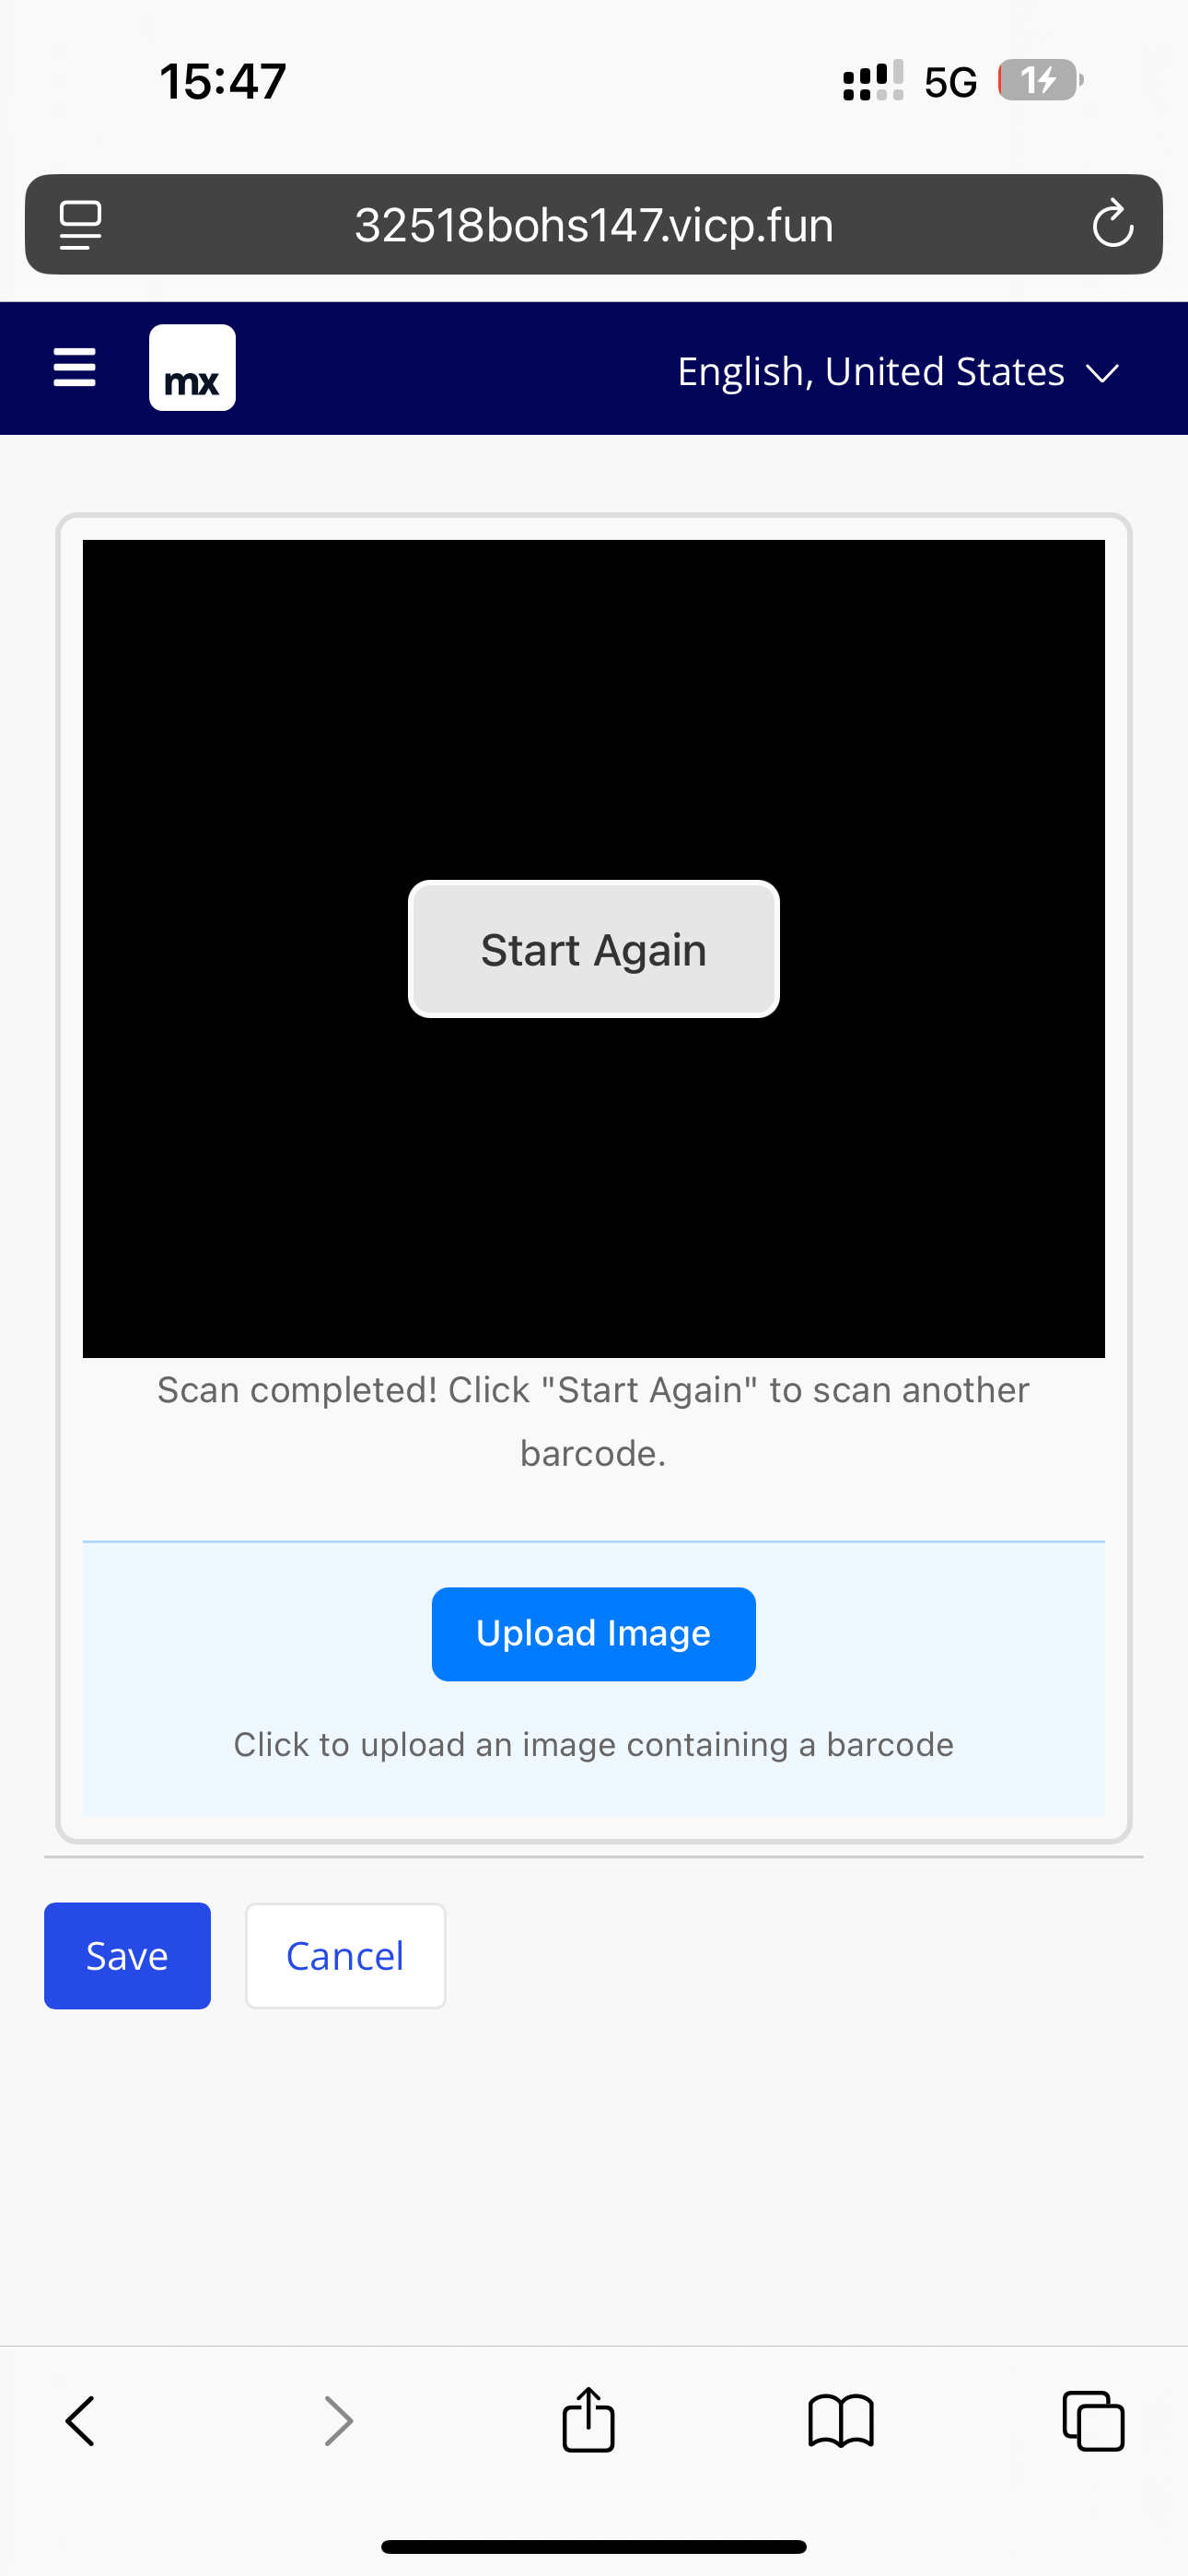 15:47
5G
1
32518bohs147.vicp.fun
mx
English, United States
Start Again
Scan completed! Click "Start Again" to scan another
barcode.
Upload Image
Click to upload an image containing a barcode
Save
Cancel